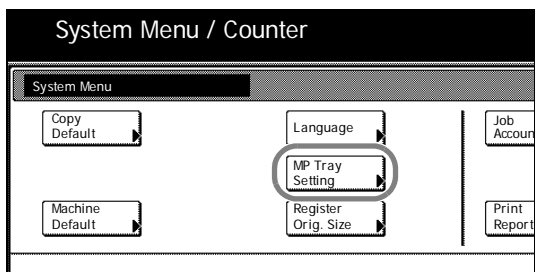 System Menu / Counter
System Menu
Copy
Default
Language
Job
Accoun
MP Tray
Setting
Machine
Default
Register
Orig. Size
Print
Report